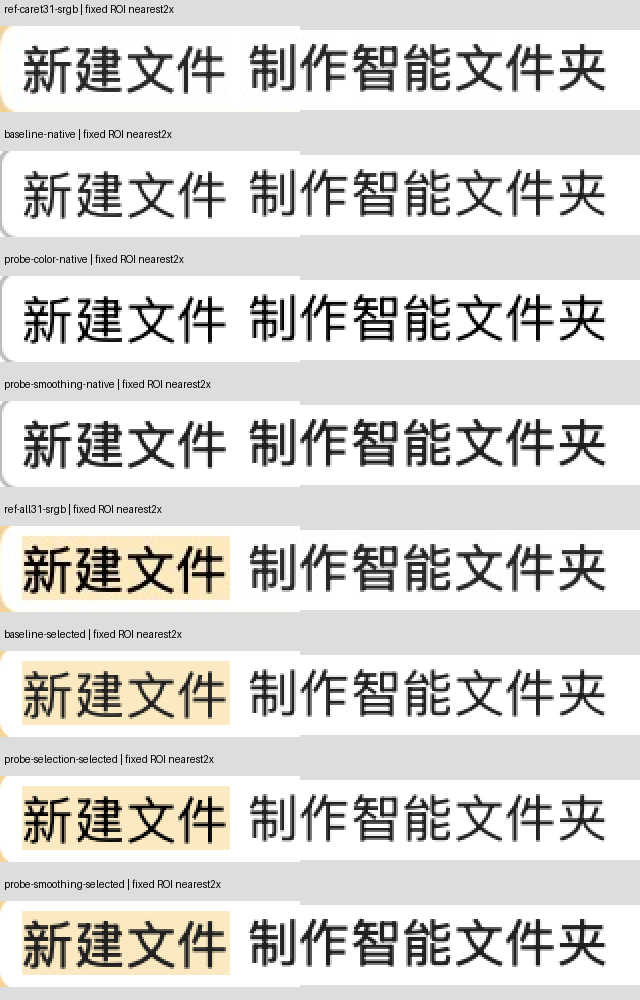 ref-caret31-srgb | fixed ROI nearest2x
新建文件 制作智能文件夹
baseline-native | fixed ROI nearest2x
新建文件 制作智能文件夹
probe-color-native | fixed ROI nearest2x
新建文件 制作智能文件夹
probe-smoothing-native | fixed ROI nearest2x
新建文件 制作智能文件夹
ref-all31-srgb | fixed ROI nearest2x
新建文件 制作智能文件夹
baseline-selected | fixed ROI nearest2x
新建文件 制作智能文件夹
probe-selection-selected | fixed ROI nearest2x
新建文件 制作智能文件夹
probe-smoothing-selected | fixed ROI nearest2x
新建文件 制作智能文件夹